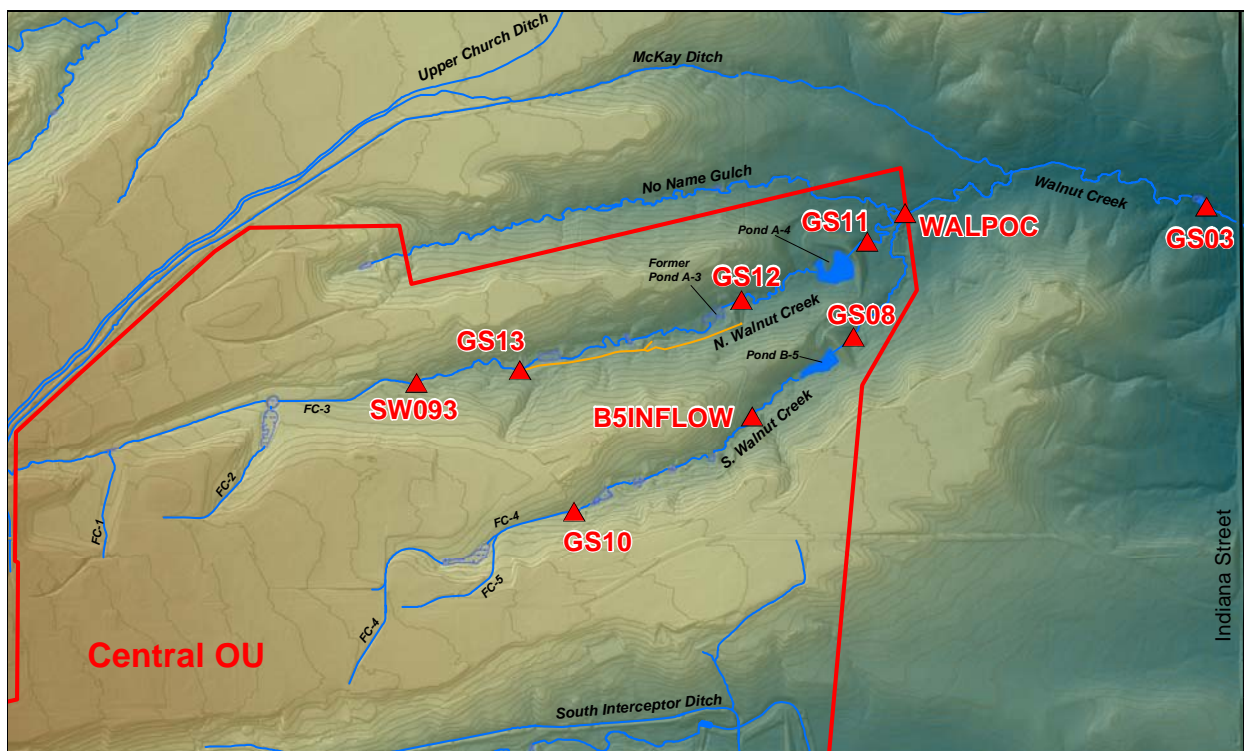 Upper Church Ditch
McKay Ditch
No Name Gulch
Walnut Creek
GS03
WALPOC
GS11
Pond A-4
Former
Pond A-3
GS12
N. Walnut Creek
GS08
Pond B-5
GS13
SW093
FC-3
B5INFLOW
S. Walnut Creek
FC-2
FC-1
FC-4
GS10
FC-5
FC-4
Indiana Street
Central OU
South Interceptor Ditch